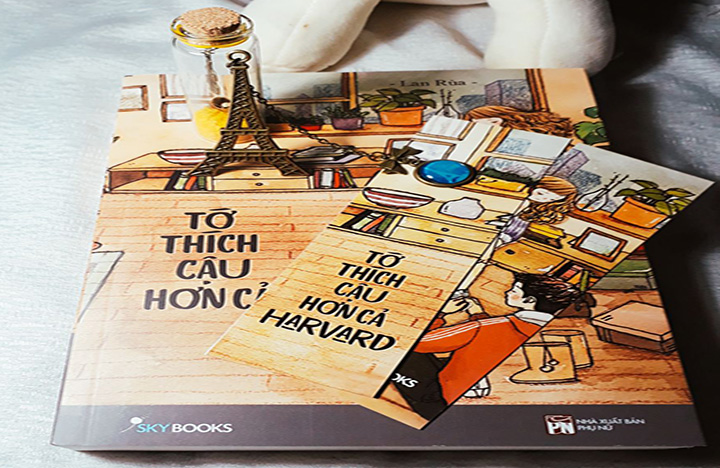 - Lan Rùa -
TỚ
THÍCH
CẬU
HƠN CẢ
TỚ
THÍCH
CẬU
HƠN CẢ
HARVARD
OOKS
SKYBOOKS
PN
NHÀ XUẤT BẢN
PHỤ NỮ